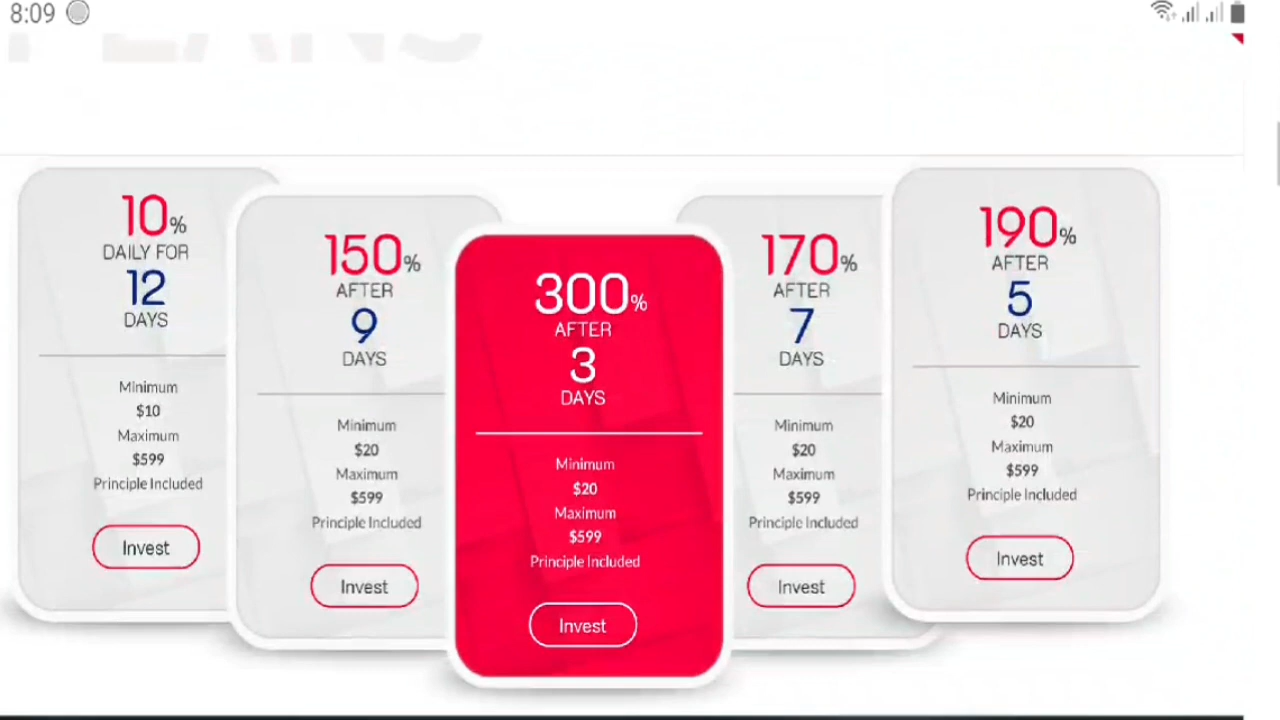 8:09
PLANS
10%
DAILY FOR
12
DAYS
Minimum
$10
Maximum
$599
Principle Included
Invest
150%
AFTER
9
DAYS
Minimum
$20
Maximum
$599
Principle Included
Invest
300%
AFTER
3
DAYS
Minimum
$20
Maximum
$599
Principle Included
Invest
170%
AFTER
7
DAYS
Minimum
$20
Maximum
$599
Principle Included
Invest
190%
AFTER
5
DAYS
Minimum
$20
Maximum
$599
Principle Included
Invest